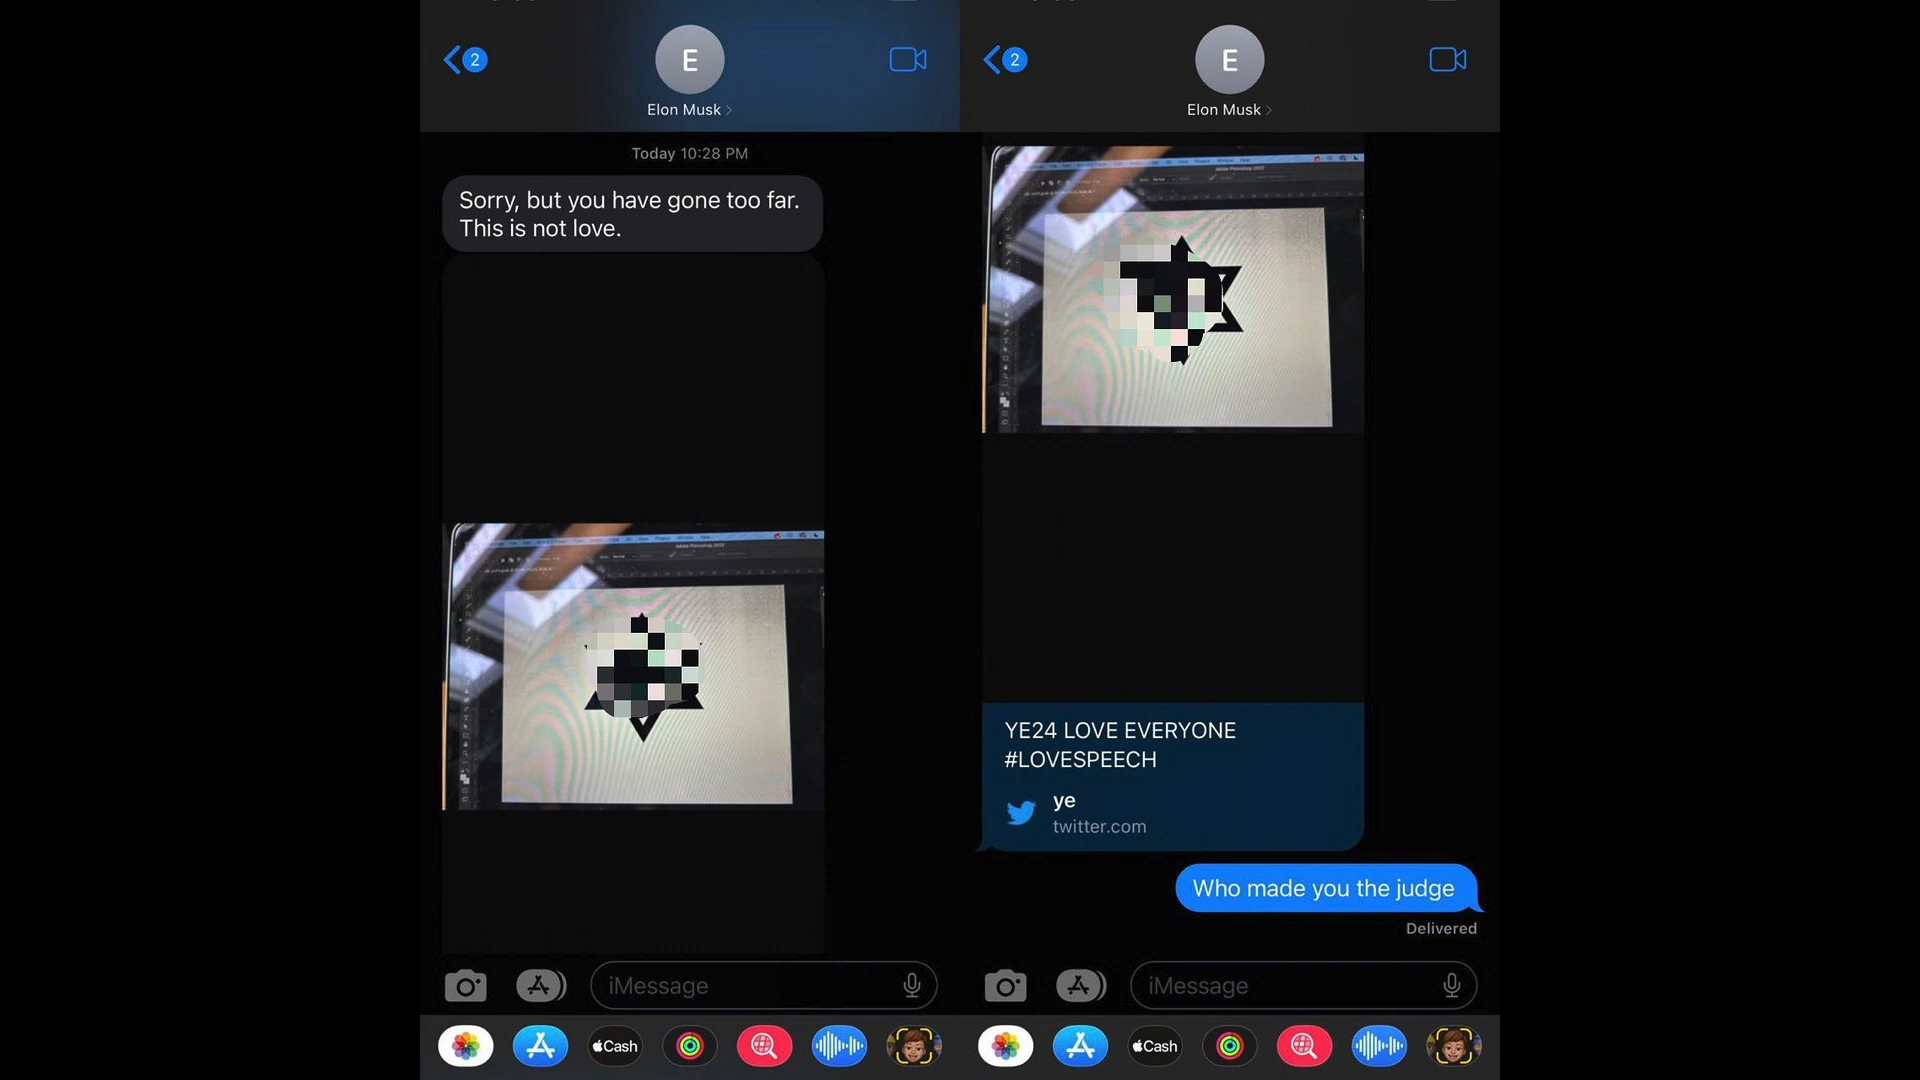 2
E
Elon Musk
Today 10:28 PM
Sorry, but you have gone too far.
This is not love.
iMessage
Cash
2
E
Elon Musk
YE24 LOVE EVERYONE
#LOVESPEECH
ye
twitter.com
Who made you the judge
Delivered
iMessage
Cash